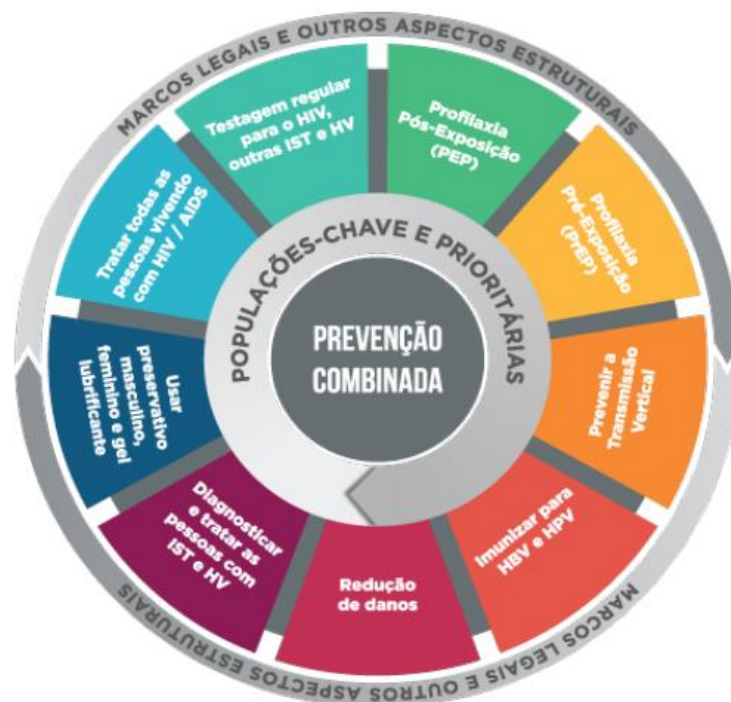 MARCOS LEGAIS E OUTROS ASPECTOS ESTRUTURAIS
Testagem regular
para o HIV,
outras IST e HV
Profilaxia
Pós-Exposição
(PEP)
Profilaxia
Pré-Exposição
(PrEP)
Prevenir a
Transmissão
Vertical
Imunizar para
HBV e HPV
Redução
de danos
Diagnosticar
e tratar as
pessoas com
IST e HV
Usar
preservativo
masculino,
feminino e gel
lubrificante
Tratar todas as
pessoas vivendo
com HIV / AIDS
POPULAÇÕES-CHAVE E PRIORITÁRIAS
PREVENÇÃO
COMBINADA
MARCOS LEGAIS E OUTROS ASPECTOS ESTRUTURAIS